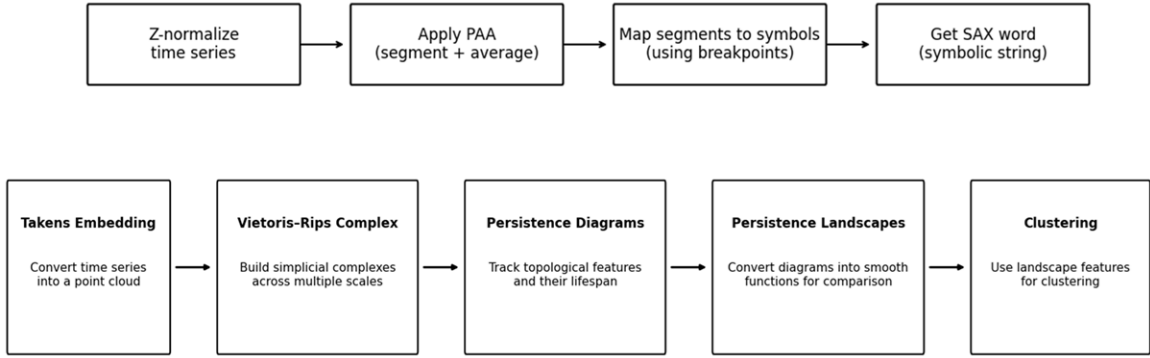 Z-normalize
time series
Apply PAA
(segment + average)
Map segments to symbols
(using breakpoints)
Get SAX word
(symbolic string)
Takens Embedding
Convert time series
into a point cloud
Vietoris–Rips Complex
Build simplicial complexes
across multiple scales
Persistence Diagrams
Track topological features
and their lifespan
Persistence Landscapes
Convert diagrams into smooth
functions for comparison
Clustering
Use landscape features
for clustering